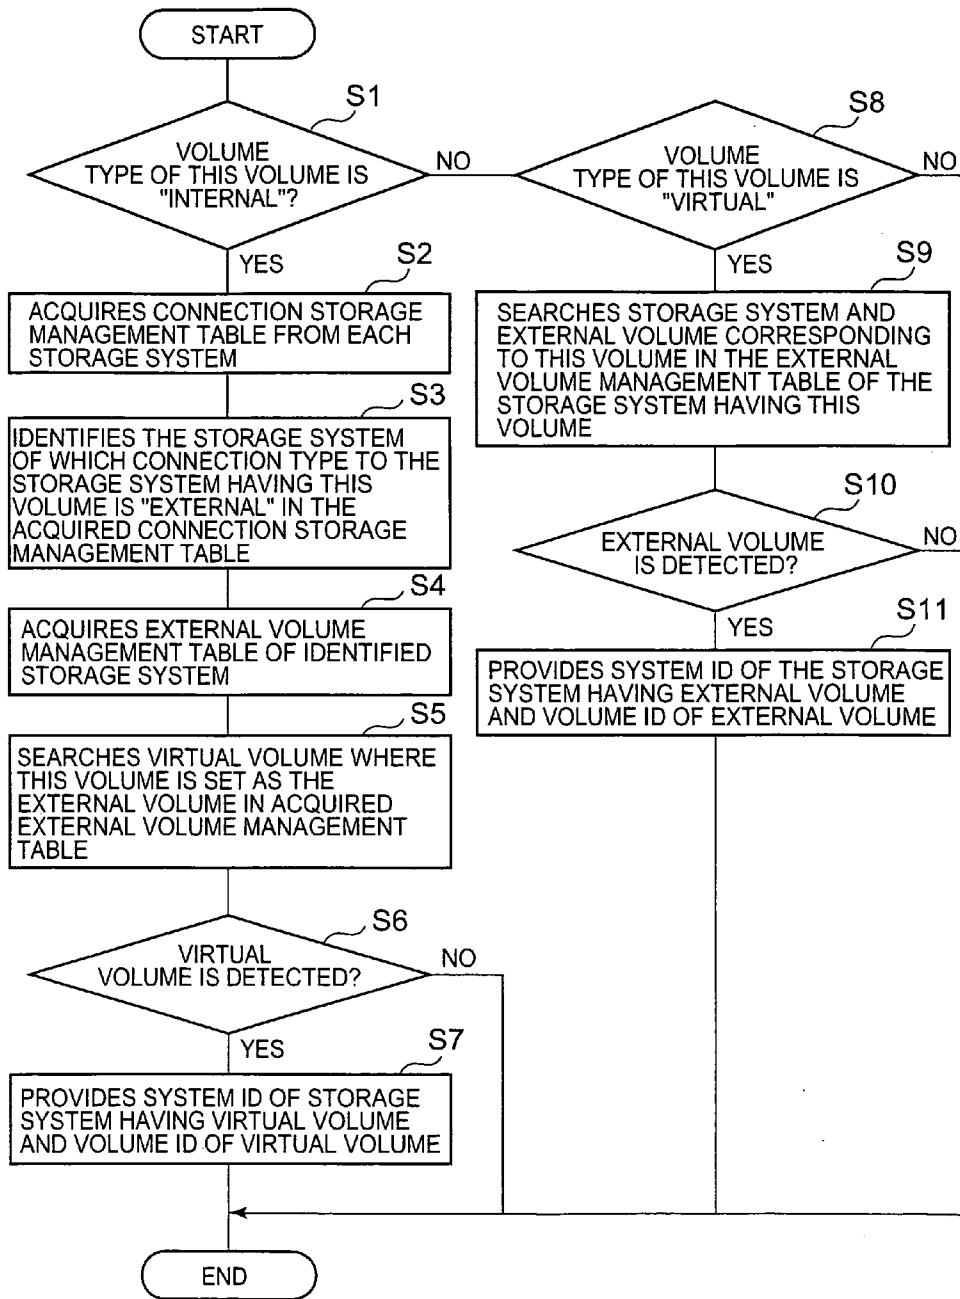 START
S1
VOLUME
TYPE OF THIS VOLUME IS
"INTERNAL"?
NO
YES
S2
ACQUIRES CONNECTION STORAGE
MANAGEMENT TABLE FROM EACH
STORAGE SYSTEM
S3
IDENTIFIES THE STORAGE SYSTEM
OF WHICH CONNECTION TYPE TO THE
STORAGE SYSTEM HAVING THIS
VOLUME IS "EXTERNAL" IN THE
ACQUIRED CONNECTION STORAGE
MANAGEMENT TABLE
S4
ACQUIRES EXTERNAL VOLUME
MANAGEMENT TABLE OF IDENTIFIED
STORAGE SYSTEM
S5
SEARCHES VIRTUAL VOLUME WHERE
THIS VOLUME IS SET AS THE
EXTERNAL VOLUME IN ACQUIRED
EXTERNAL VOLUME MANAGEMENT
TABLE
S6
VIRTUAL
VOLUME IS DETECTED?
NO
YES
S7
PROVIDES SYSTEM ID OF STORAGE
SYSTEM HAVING VIRTUAL VOLUME
AND VOLUME ID OF VIRTUAL VOLUME
END
S8
VOLUME
TYPE OF THIS VOLUME IS
"VIRTUAL"
NO
YES
S9
SEARCHES STORAGE SYSTEM AND
EXTERNAL VOLUME CORRESPONDING
TO THIS VOLUME IN THE EXTERNAL
VOLUME MANAGEMENT TABLE OF THE
STORAGE SYSTEM HAVING THIS
VOLUME
S10
EXTERNAL VOLUME
IS DETECTED?
NO
YES
S11
PROVIDES SYSTEM ID OF THE STORAGE
SYSTEM HAVING EXTERNAL VOLUME
AND VOLUME ID OF EXTERNAL VOLUME